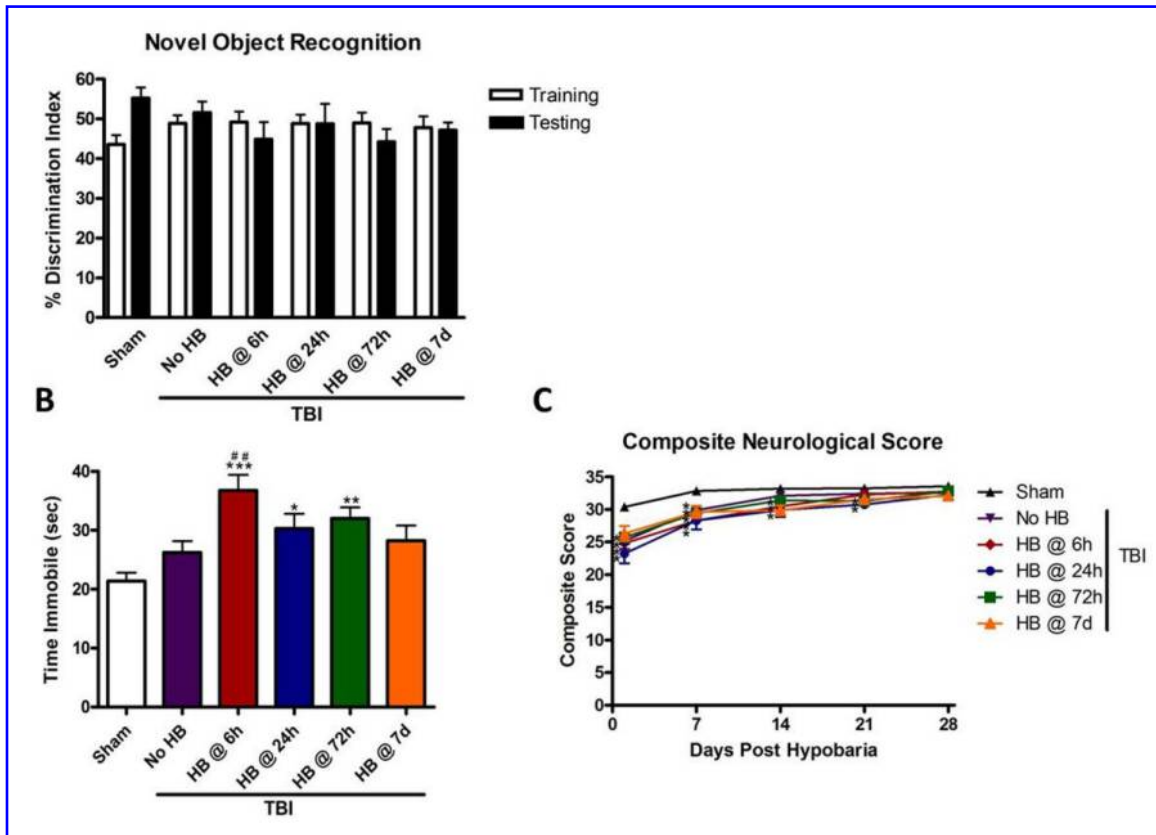 Novel Object Recognition
% Discrimination Index
60
50
40
30
20
10
0
Training
Testing
Sham
No HB
HB @ 6h
HB @ 24h
HB @ 72h
HB @ 7d
TBI
B
Time Immobile (sec)
40
30
20
10
0
##
***
*
**
Sham
No HB
HB @ 6h
HB @ 24h
HB @ 72h
HB @ 7d
TBI
C
Composite Neurological Score
Composite Score
35
30
25
20
15
10
5
0
0 7 14 21 28
Days Post Hypobaria
Sham
No HB
HB @ 6h
HB @ 24h
HB @ 72h
HB @ 7d
TBI